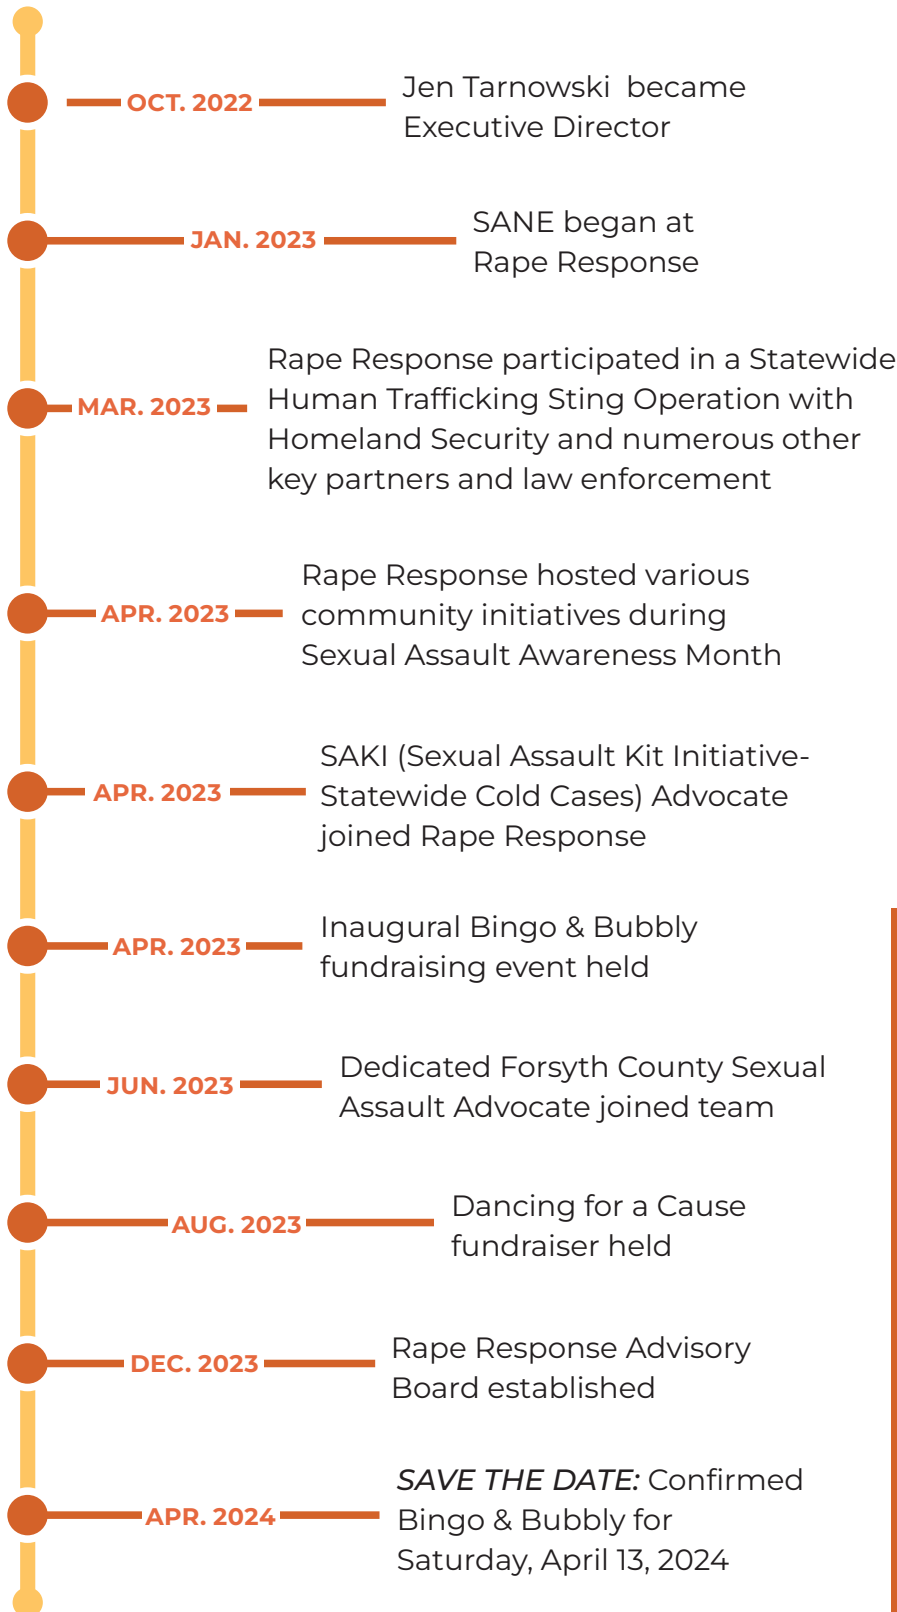 OCT. 2022
Jen Tarnowski became
Executive Director
JAN. 2023
SANE began at
Rape Response
MAR. 2023
Rape Response participated in a Statewide
Human Trafficking Sting Operation with
Homeland Security and numerous other
key partners and law enforcement
APR. 2023
Rape Response hosted various
community initiatives during
Sexual Assault Awareness Month
APR. 2023
SAKI (Sexual Assault Kit Initiative-
Statewide Cold Cases) Advocate
joined Rape Response
APR. 2023
Inaugural Bingo & Bubbly
fundraising event held
JUN. 2023
Dedicated Forsyth County Sexual
Assault Advocate joined team
AUG. 2023
Dancing for a Cause
fundraiser held
DEC. 2023
Rape Response Advisory
Board established
APR. 2024
SAVE THE DATE: Confirmed
Bingo & Bubbly for
Saturday, April 13, 2024